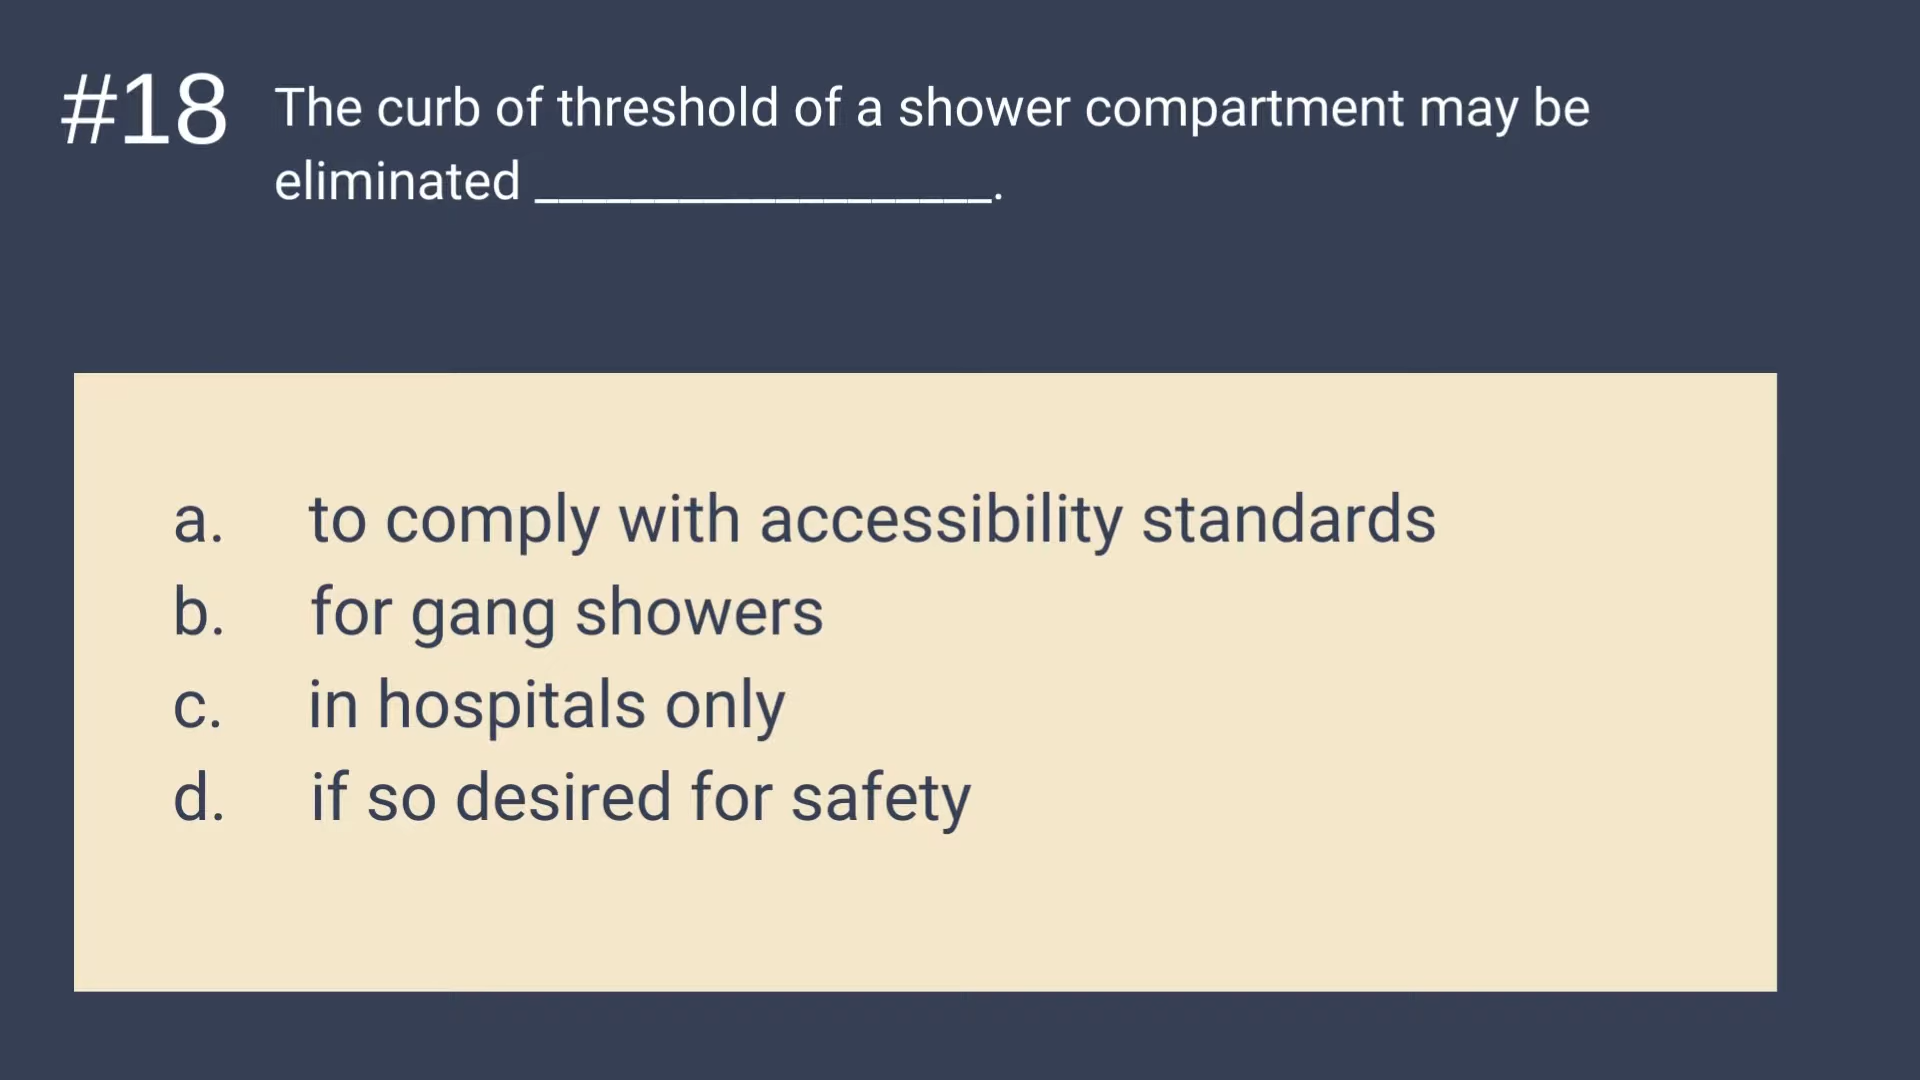 #18 The curb of threshold of a shower compartment may be
eliminated ___________________.
a. to comply with accessibility standards
b. for gang showers
c. in hospitals only
d. if so desired for safety